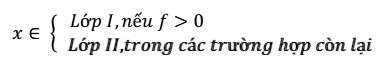 x ∈ { Lớp I,nếu f > 0
Lớp II,trong các trường hợp còn lại